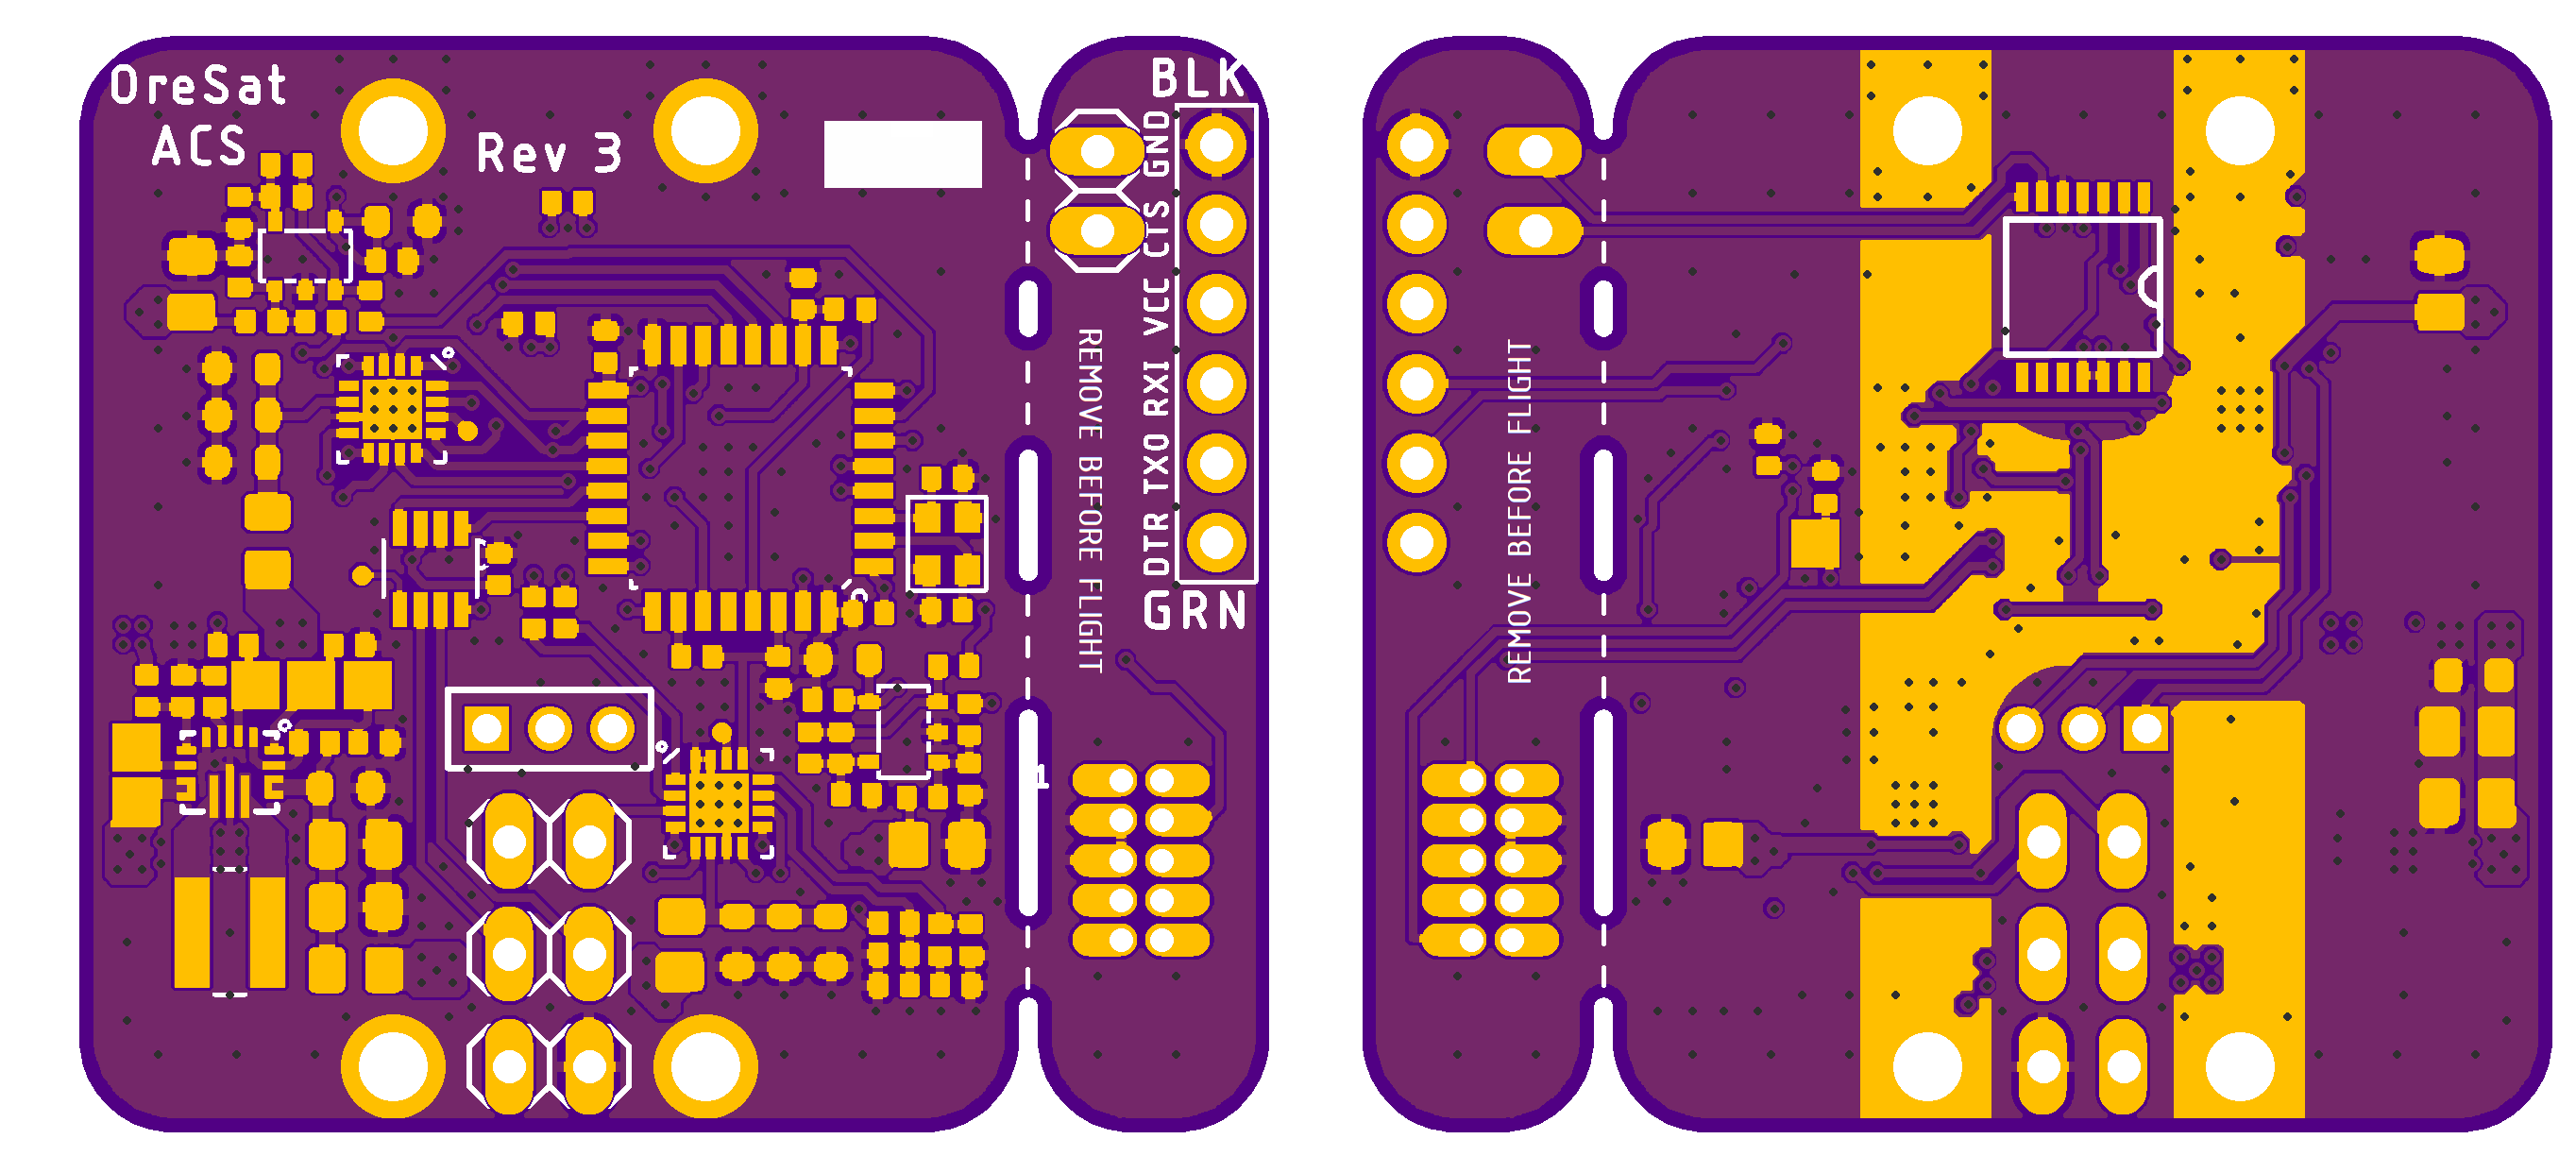 OreSat
ACS
Rev 3
BLK
GND
CTS
VCC
RXI
TXO
DTR
GRN
REMOVE BEFORE FLIGHT
1
REMOVE BEFORE FLIGHT